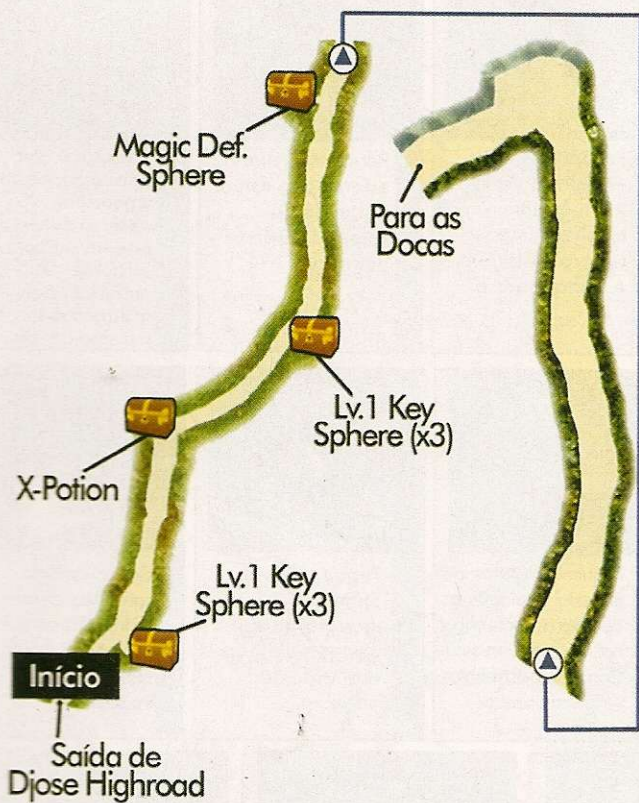 Magic Def.
Sphere
Para as
Docas
Lv.1 Key
Sphere (x3)
X-Potion
Lv.1 Key
Sphere (x3)
Início
Saída de
Djose Highroad